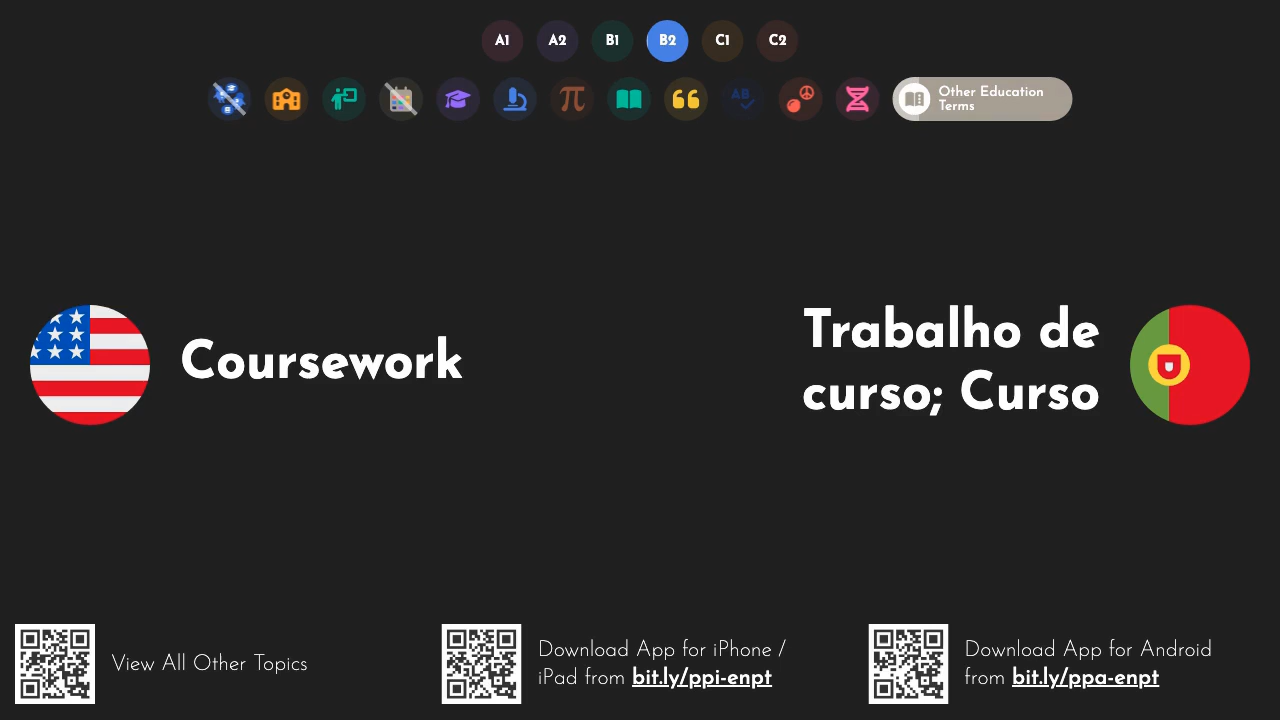 A1 A2 B1 B2 C1 C2
Other Education
Terms
Coursework
Trabalho de
curso; Curso
View All Other Topics
Download App for iPhone /
iPad from bit.ly/ppi-enpt
Download App for Android
from bit.ly/ppa-enpt